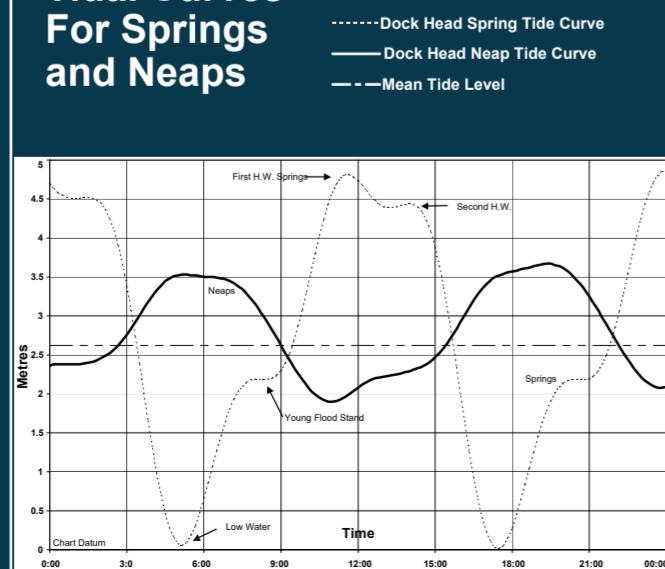 For Springs
and Neaps
Dock Head Spring Tide Curve
Dock Head Neap Tide Curve
Mean Tide Level
5
4.5
4
3.5
3
2.5
2
1.5
1
0.5
0
Metres
First H.W. Springs
Second H.W.
Neaps
Springs
Young Flood Stand
Low Water
Chart Datum
Time
0:00
3:0
6:00
9:00
12:00
15:00
18:00
21:00
00:00